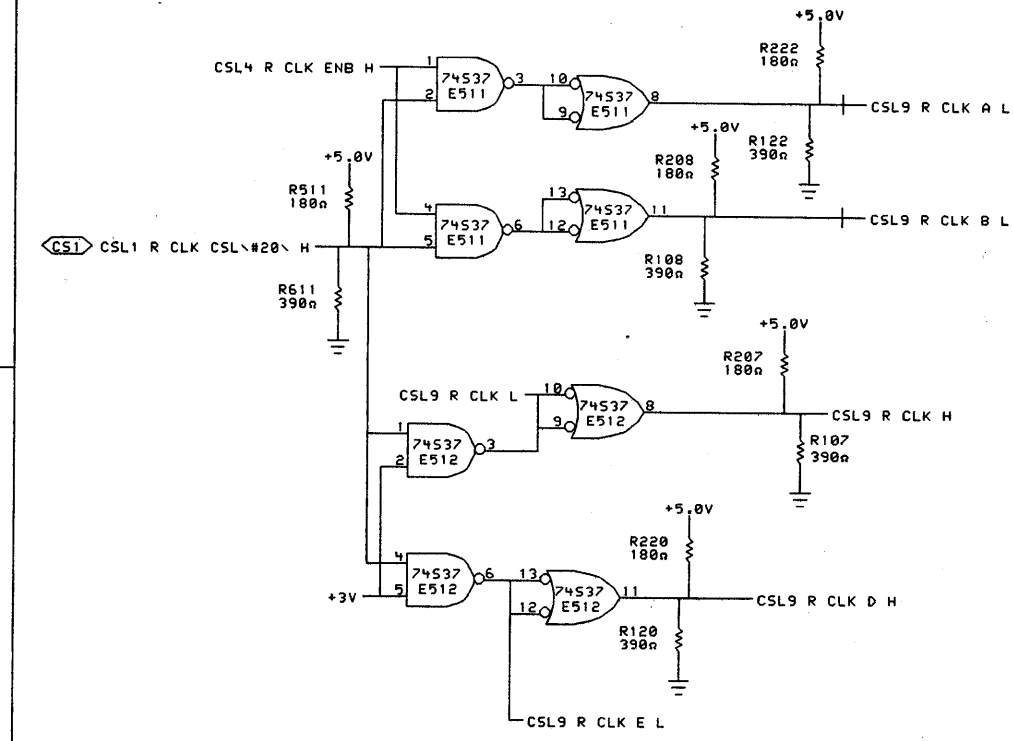 +5.0V
R222
180Ω
CSL4 R CLK ENB H
1
2
74S37
E511
3
10
9
74S37
E511
8
CSL9 R CLK A L
+5.0V
R122
390Ω
+5.0V
R511
180Ω
R208
180Ω
4
5
74S37
E511
6
13
12
74S37
E511
11
CSL9 R CLK B L
CS1
CSL1 R CLK CSL\#20\ H
R611
390Ω
R108
390Ω
+5.0V
R207
180Ω
CSL9 R CLK L
10
9
74S37
E512
8
CSL9 R CLK H
1
2
74S37
E512
3
R107
390Ω
+5.0V
R220
180Ω
4
5
74S37
E512
6
13
12
74S37
E512
11
+3V
CSL9 R CLK D H
R120
390Ω
CSL9 R CLK E L